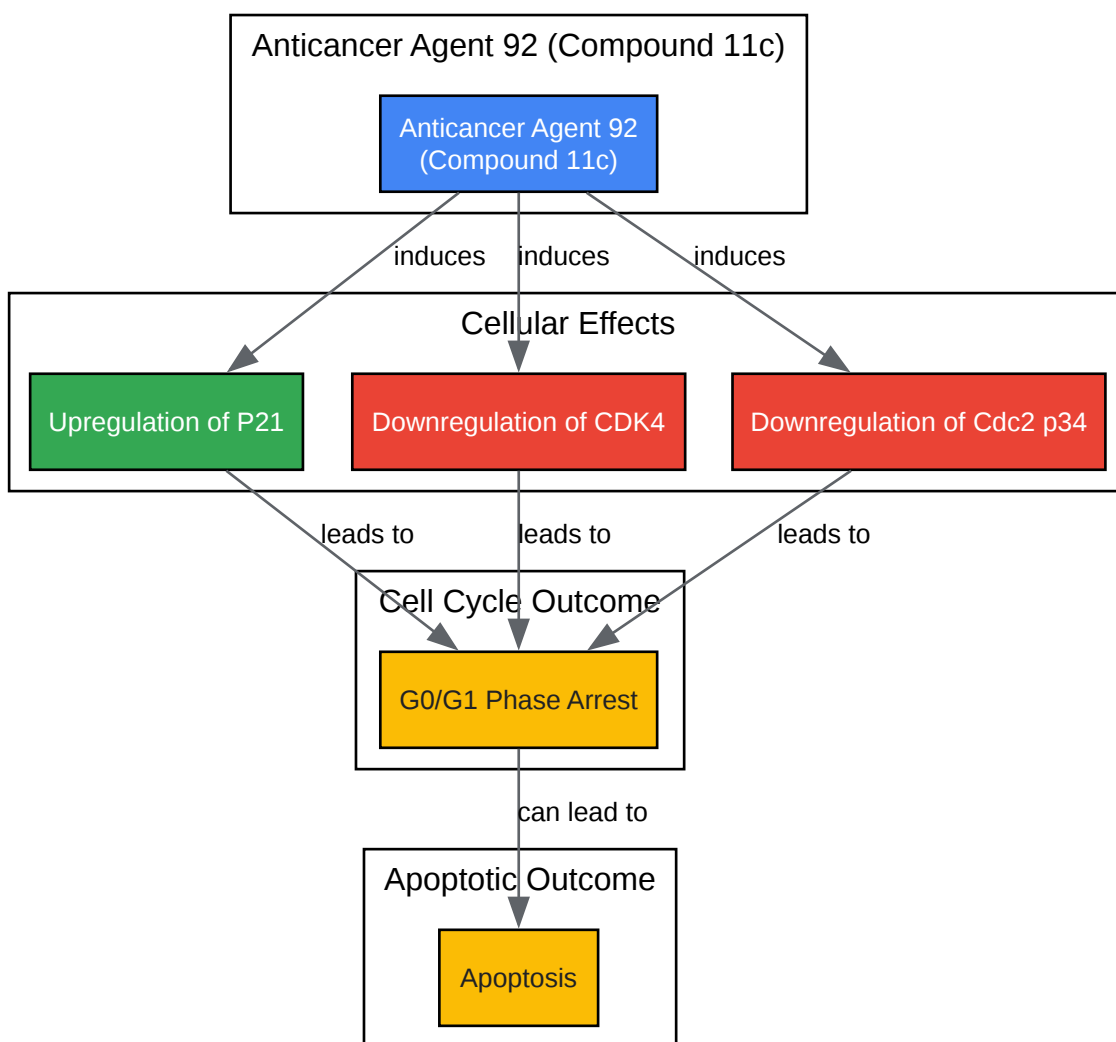 Anticancer Agent 92 (Compound 11c)
Anticancer Agent 92
(Compound 11c)
induces
induces
induces
Cellular Effects
Upregulation of P21
Downregulation of CDK4
Downregulation of Cdc2 p34
leads to
leads to
leads to
Cell Cycle Outcome
G0/G1 Phase Arrest
can lead to
Apoptotic Outcome
Apoptosis